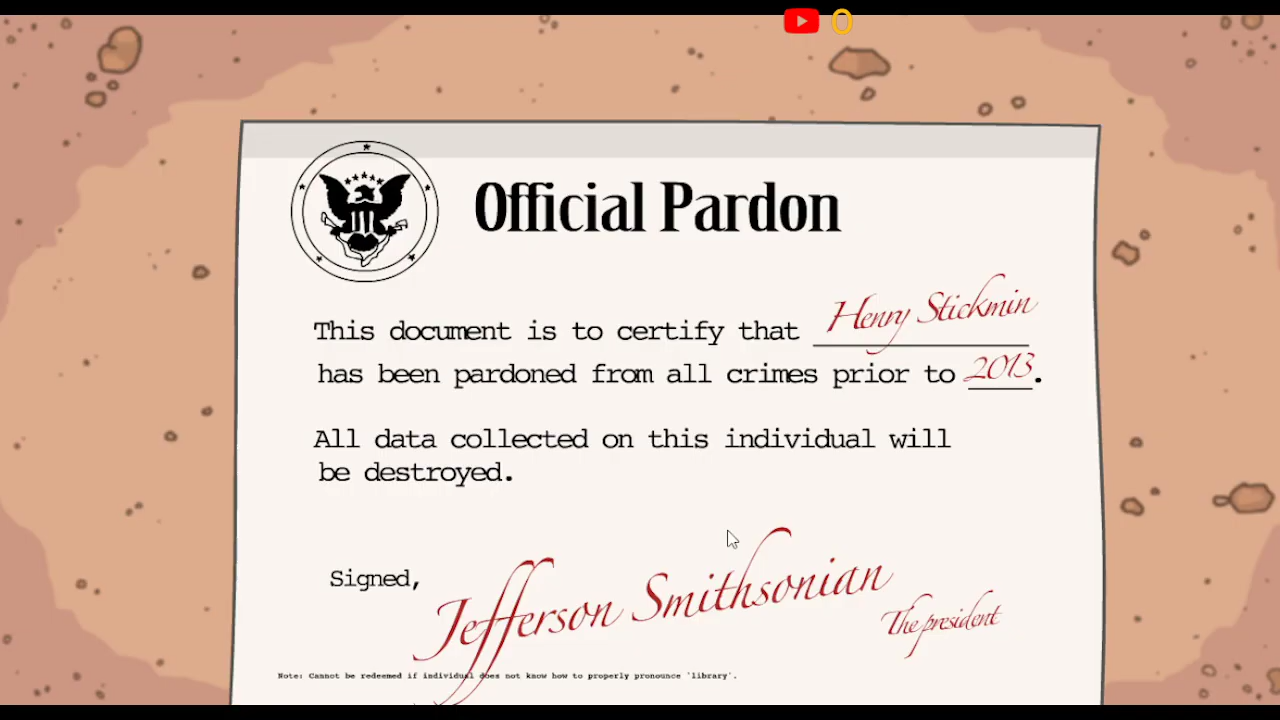 0
Official Pardon
This document is to certify that Henry Stickmin
has been pardoned from all crimes prior to 2013.
All data collected on this individual will
be destroyed.
Signed, Jefferson Smithsonian
The president
Note: Cannot be redeemed if individual does not know how to properly pronounce 'library'.